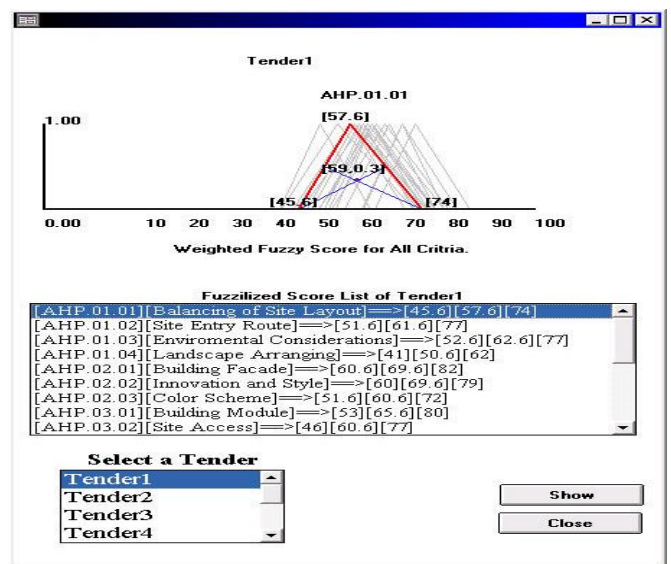 Tender1
AHP.01.01
1.00
[57.6]
[59,0.3]
[45.6]
[74]
0.00 10 20 30 40 50 60 70 80 90 100
Weighted Fuzzy Score for All Critria.
Fuzzilized Score List of Tender1
[AHP.01.01][Balancing of Site Layout]==>[45.6][57.6][74]
[AHP.01.02][Site Entry Route]==>[51.6][61.6][77]
[AHP.01.03][Enviromental Considerations]==>[52.6][62.6][77]
[AHP.01.04][Landscape Arranging]==>[41][50.6][62]
[AHP.02.01][Building Facade]==>[60.6][69.6][82]
[AHP.02.02][Innovation and Style]==>[60][69.6][79]
[AHP.02.03][Color Scheme]==>[51.6][60.6][72]
[AHP.03.01][Building Module]==>[53][65.6][80]
[AHP.03.02][Site Access]==>[46][60.6][77]
Select a Tender
Tender1
Tender2
Tender3
Tender4
Show
Close